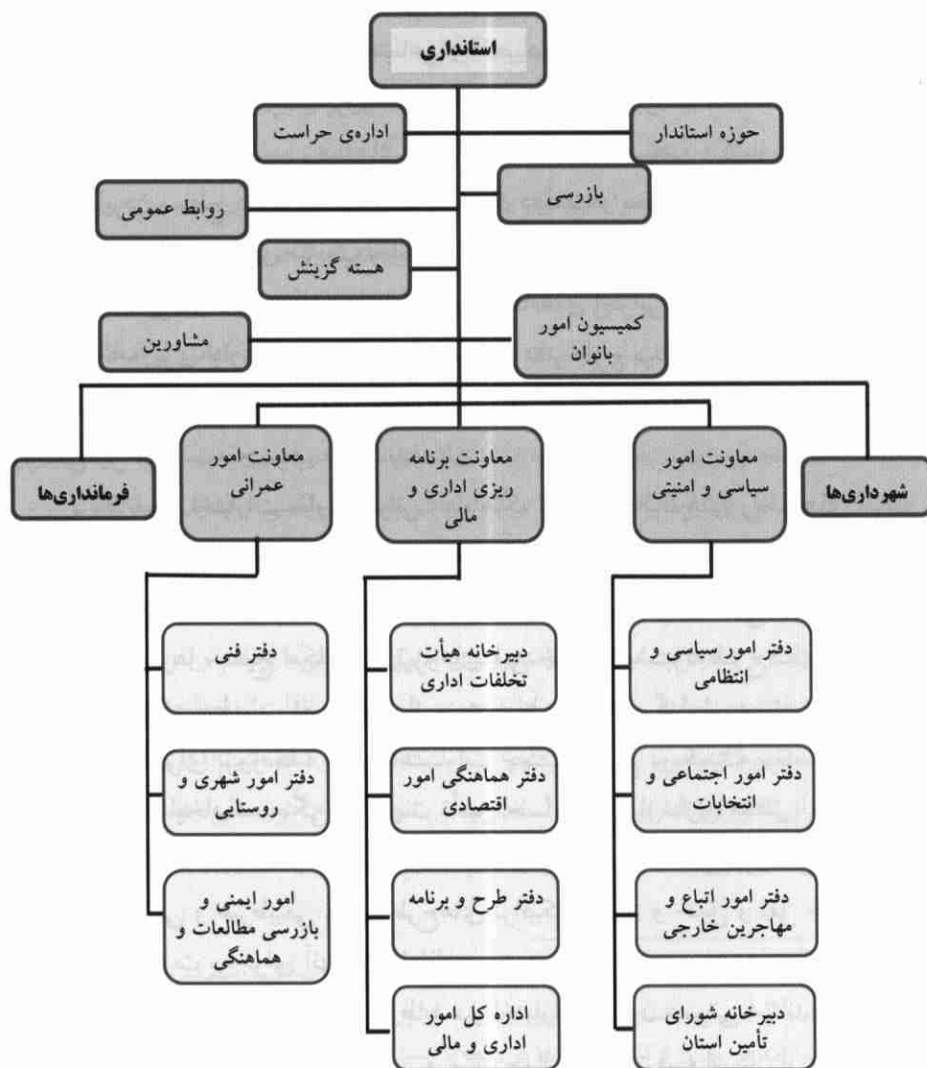 استانداری
حوزه استاندار
اداره‌ی حراست
بازرسی
روابط عمومی
هسته گزینش
کمیسیون امور
بانوان
مشاورین
شهرداری‌ها
معاونت امور
سیاسی و امنیتی
معاونت برنامه
ریزی اداری و
مالی
معاونت امور
عمرانی
فرمانداری‌ها
دفتر امور سیاسی و
انتظامی
دفتر امور اجتماعی و
انتخابات
دفتر امور اتباع و
مهاجرین خارجی
دبیرخانه شورای
تأمین استان
دبیرخانه هیأت
تخلفات اداری
دفتر هماهنگی امور
اقتصادی
دفتر طرح و برنامه
اداره کل امور
اداری و مالی
دفتر فنی
دفتر امور شهری و
روستایی
امور ایمنی و
بازرسی مطالعات و
هماهنگی